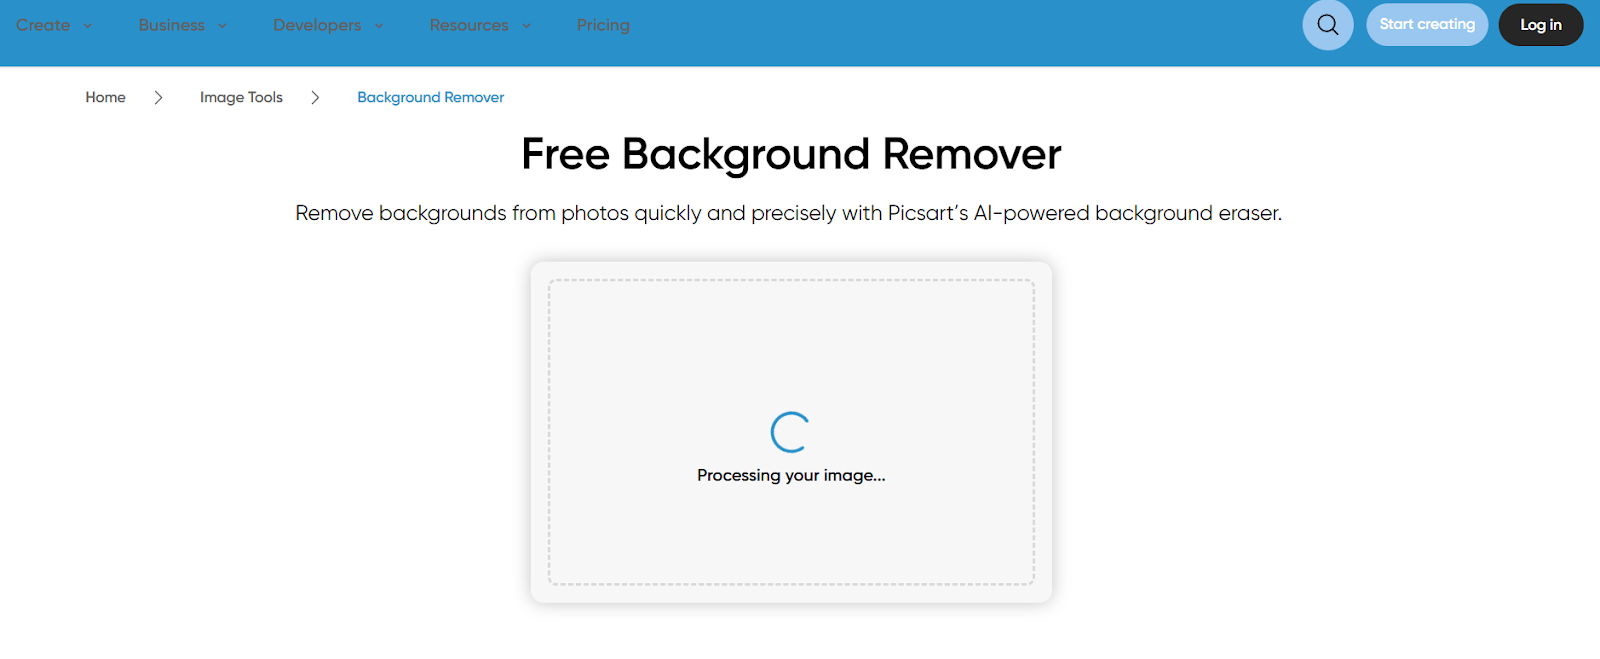 Create Business Developers Resources Pricing Start creating Log in
Home Image Tools Background Remover
Free Background Remover
Remove backgrounds from photos quickly and precisely with Picsart’s AI-powered background eraser.
Processing your image...